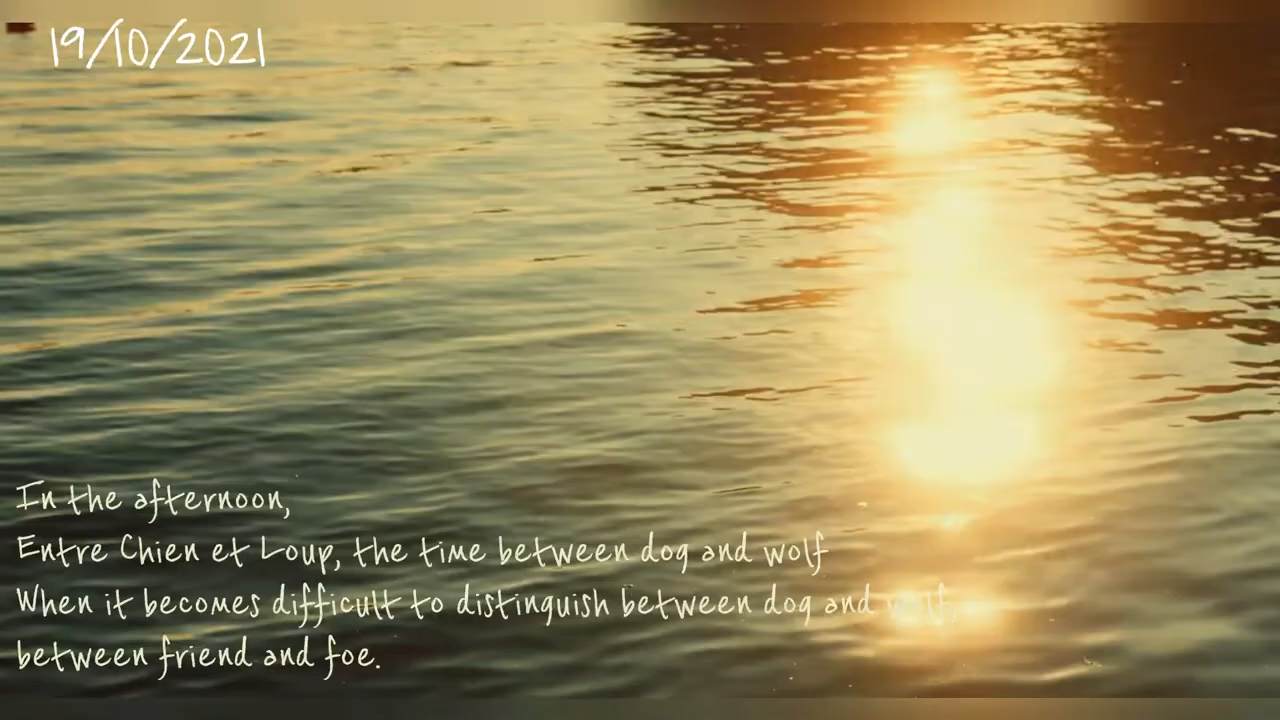 19/10/2021
In the afternoon,
Entre Chien et Loup, the time between dog and wolf
When it becomes difficult to distinguish between dog and wolf,
between friend and foe.